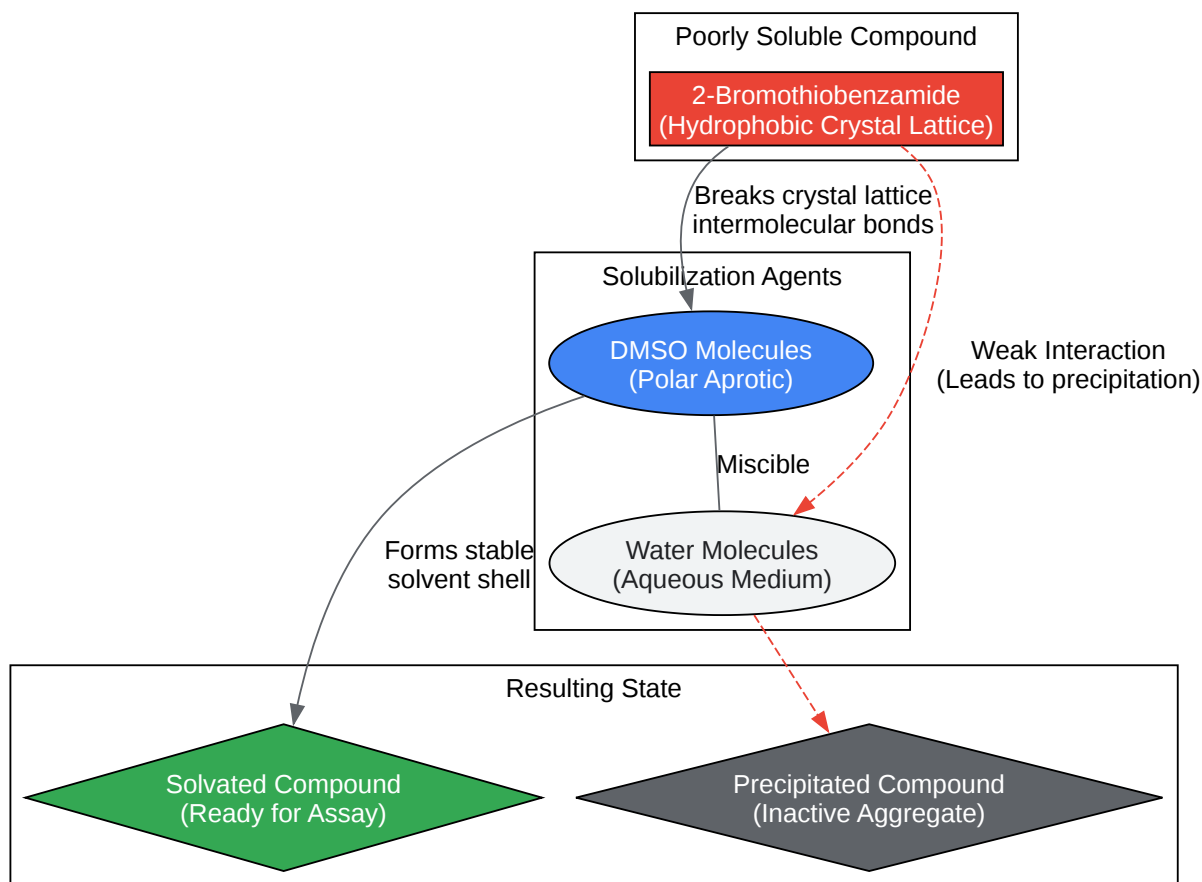 Poorly Soluble Compound
2-Bromothiobenzamide
(Hydrophobic Crystal Lattice)
Breaks crystal lattice
intermolecular bonds
Solubilization Agents
DMSO Molecules
(Polar Aprotic)
Weak Interaction
(Leads to precipitation)
Miscible
Forms stable
solvent shell
Water Molecules
(Aqueous Medium)
Resulting State
Solvated Compound
(Ready for Assay)
Precipitated Compound
(Inactive Aggregate)